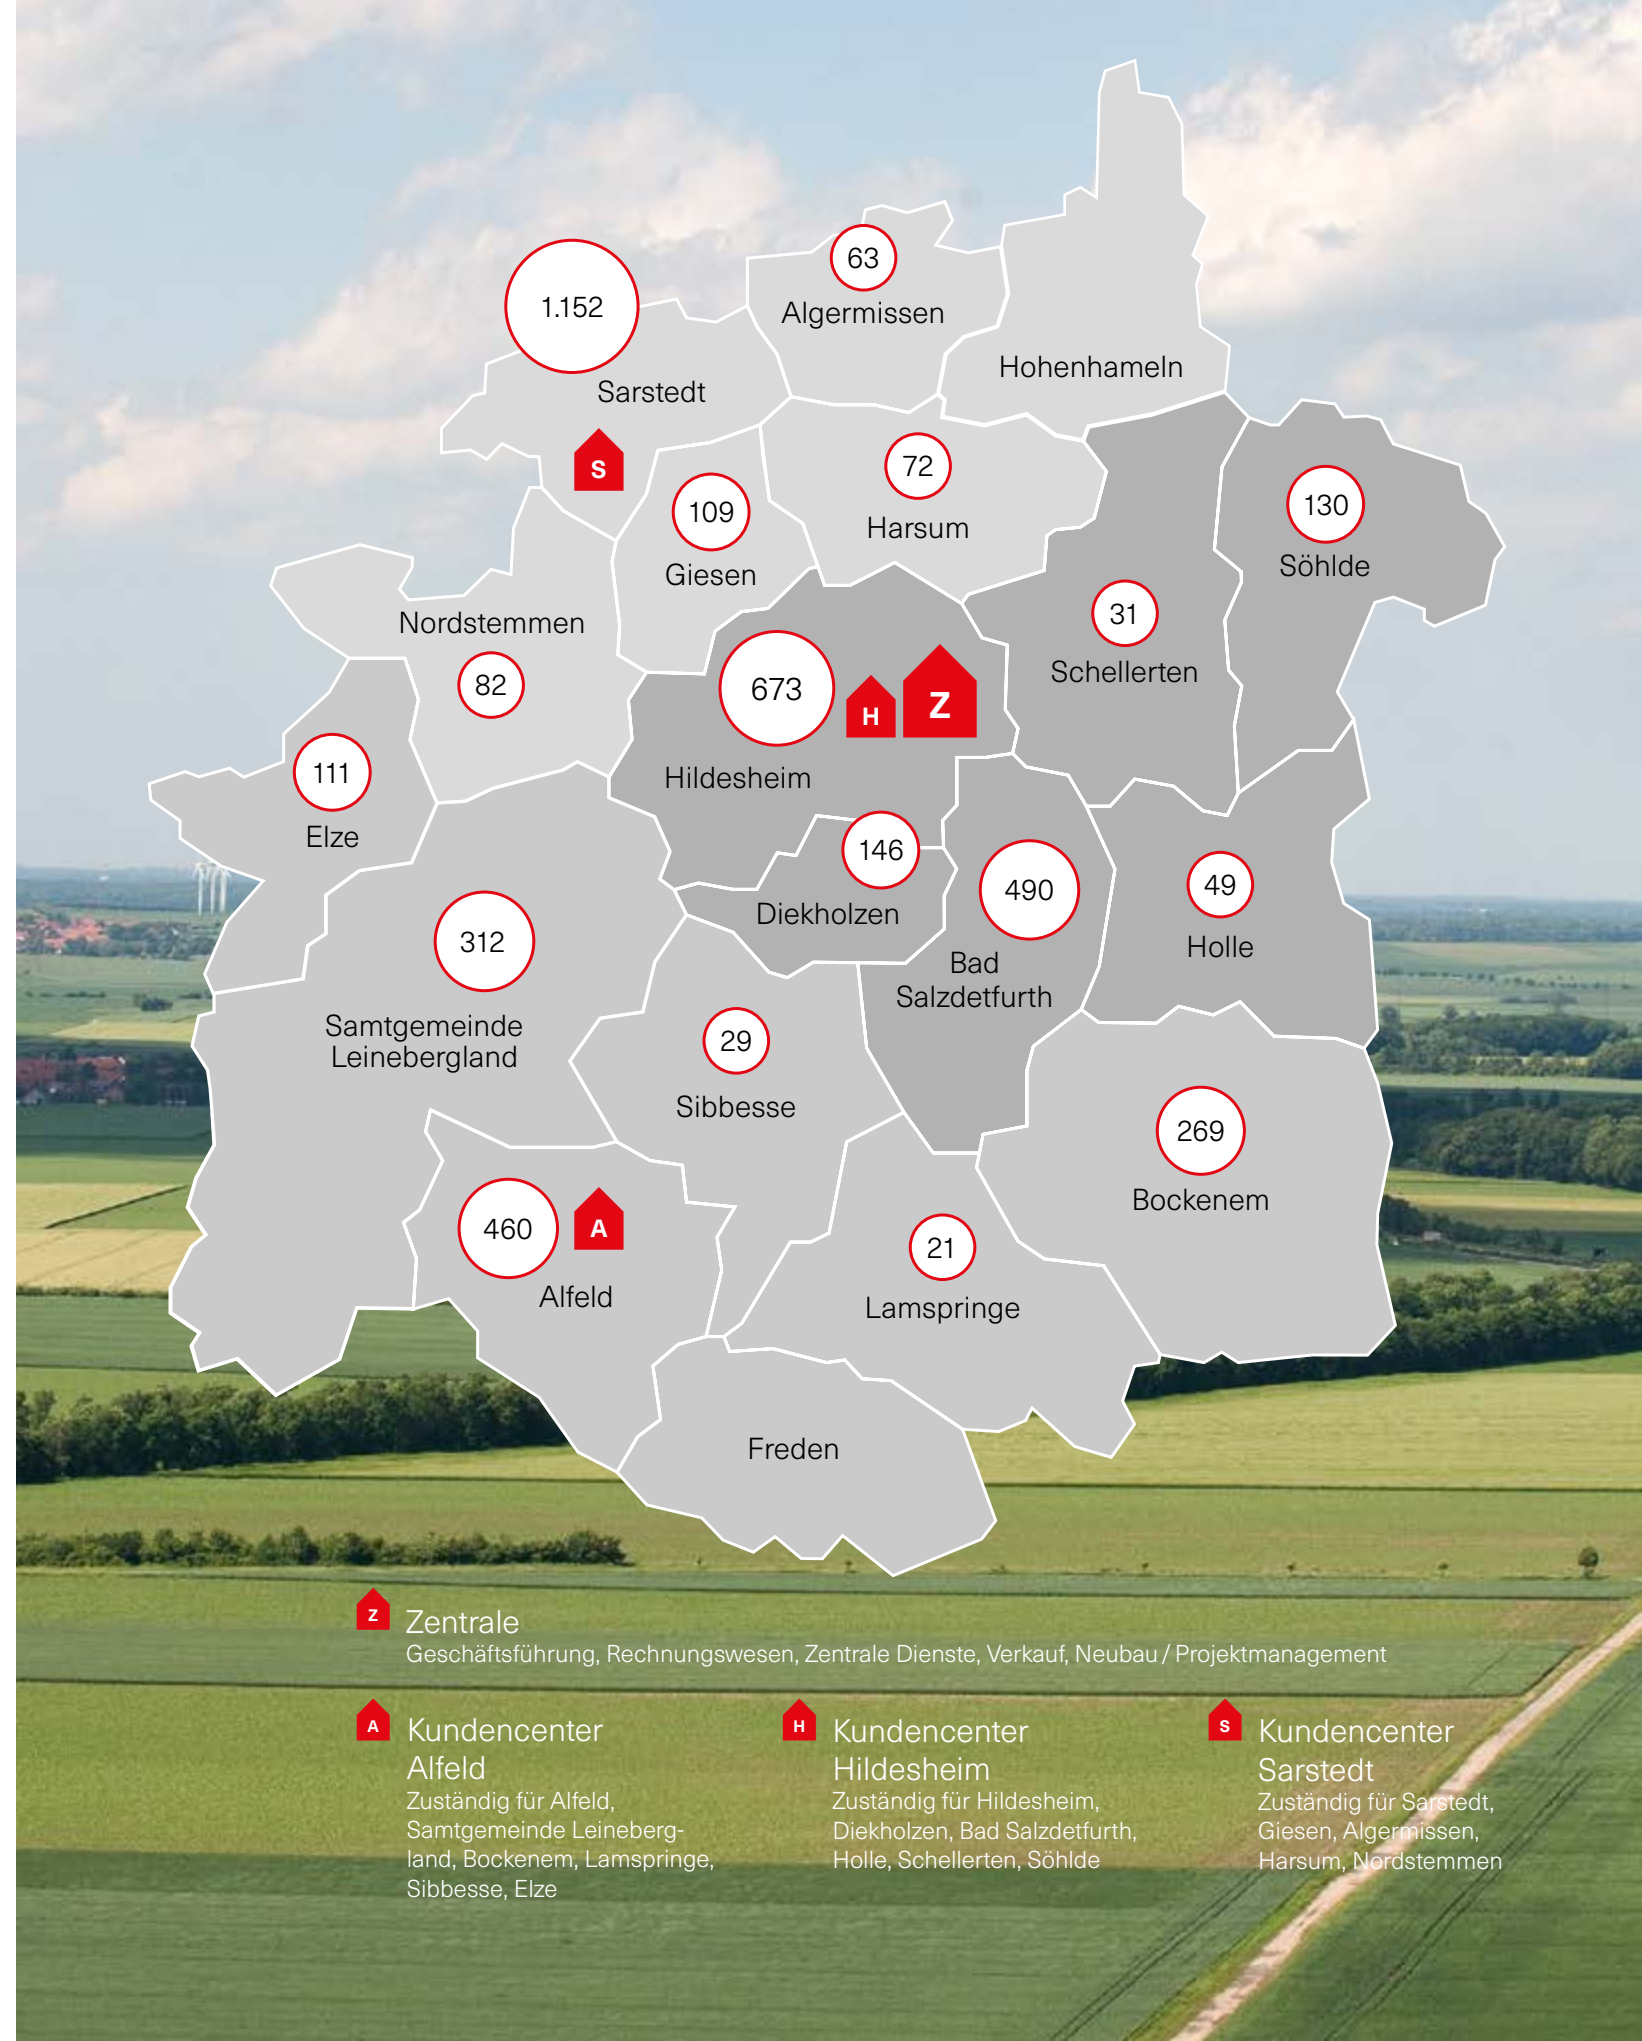 63
Algermissen
1.152
Sarstedt
S
Hohenhameln
72
Harsum
109
Giesen
130
Söhlde
31
Schellerten
Nordstemmen
82
673
H
Z
Hildesheim
111
Elze
146
Diekholzen
490
Bad
Salzdetfurth
49
Holle
312
Samtgemeinde
Leinebergland
29
Sibbesse
269
Bockenem
460
A
Alfeld
21
Lamspringe
Freden
Z
Zentrale
Geschäftsführung, Rechnungswesen, Zentrale Dienste, Verkauf, Neubau / Projektmanagement
A
Kundencenter
Alfeld
Zuständig für Alfeld,
Samtgemeinde Leineberg-
land, Bockenem, Lamspringe,
Sibbesse, Elze
H
Kundencenter
Hildesheim
Zuständig für Hildesheim,
Diekholzen, Bad Salzdetfurth,
Holle, Schellerten, Söhlde
S
Kundencenter
Sarstedt
Zuständig für Sarstedt,
Giesen, Algermissen,
Harsum, Nordstemmen